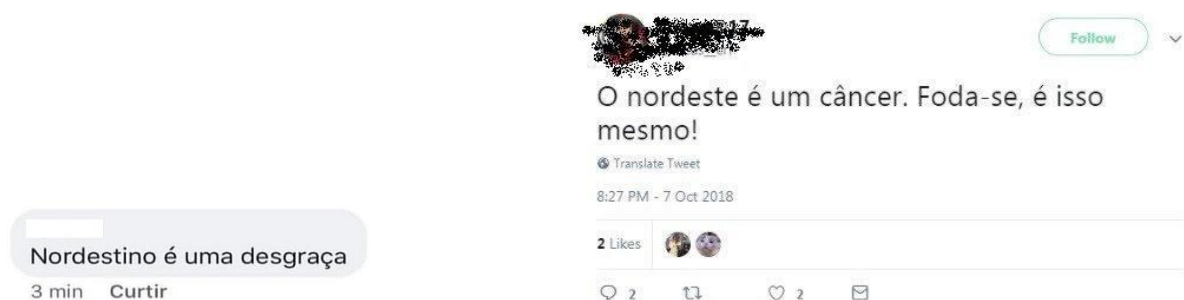 Nordestino é uma desgraça
3 min Curtir
17
Follow
O nordeste é um câncer. Foda-se, é isso
mesmo!
Translate Tweet
8:27 PM - 7 Oct 2018
2 Likes
2 2